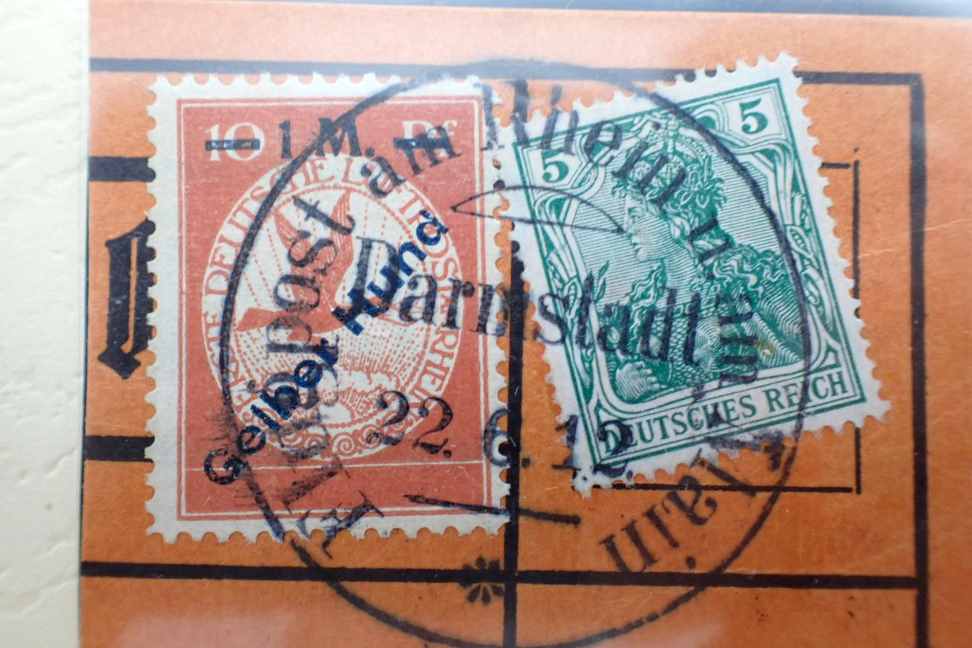 10 Pf
1 M.
Gelber Hund
5 5
DEUTSCHES REICH
Flugpost am Rhein u. am Main
Darmstadt
22. 6. 12.